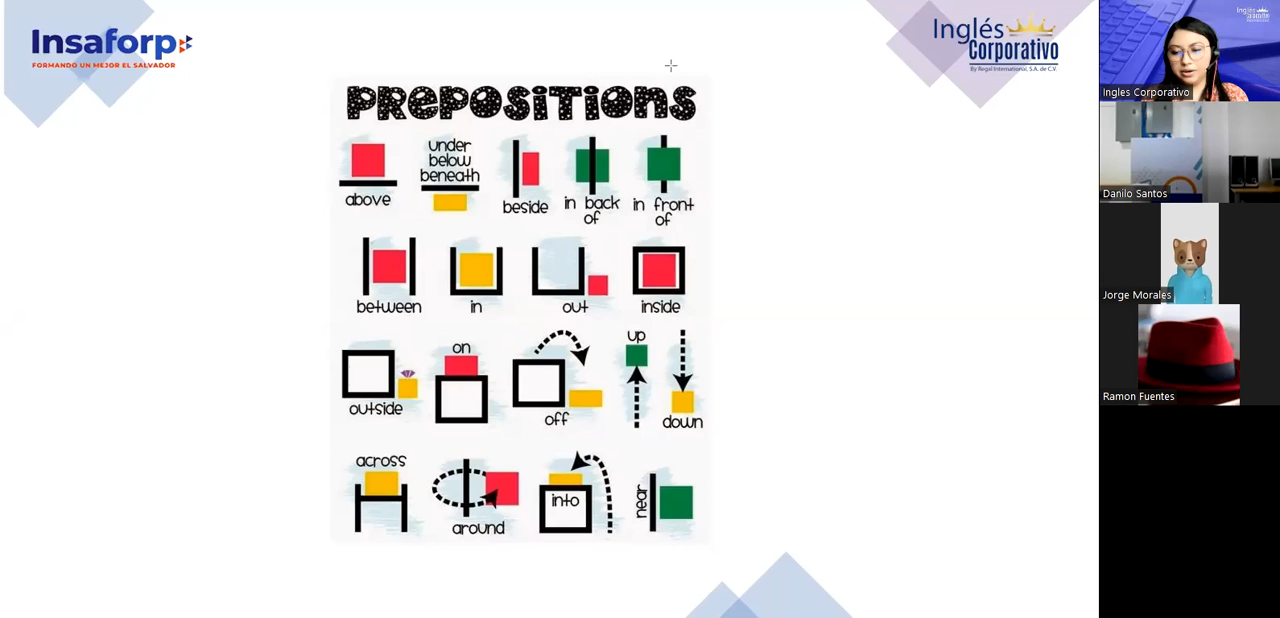 Insaforp
FORMANDO UN MEJOR EL SALVADOR
Inglés
Corporativo
By Regal International, S.A. de C.V.
PREPOSITIONS
above
under
below
beneath
beside
in back
of
in front
of
between
in
out
inside
outside
on
off
up
down
across
around
into
near
Ingles Corporativo
Danilo Santos
Jorge Morales
Ramon Fuentes